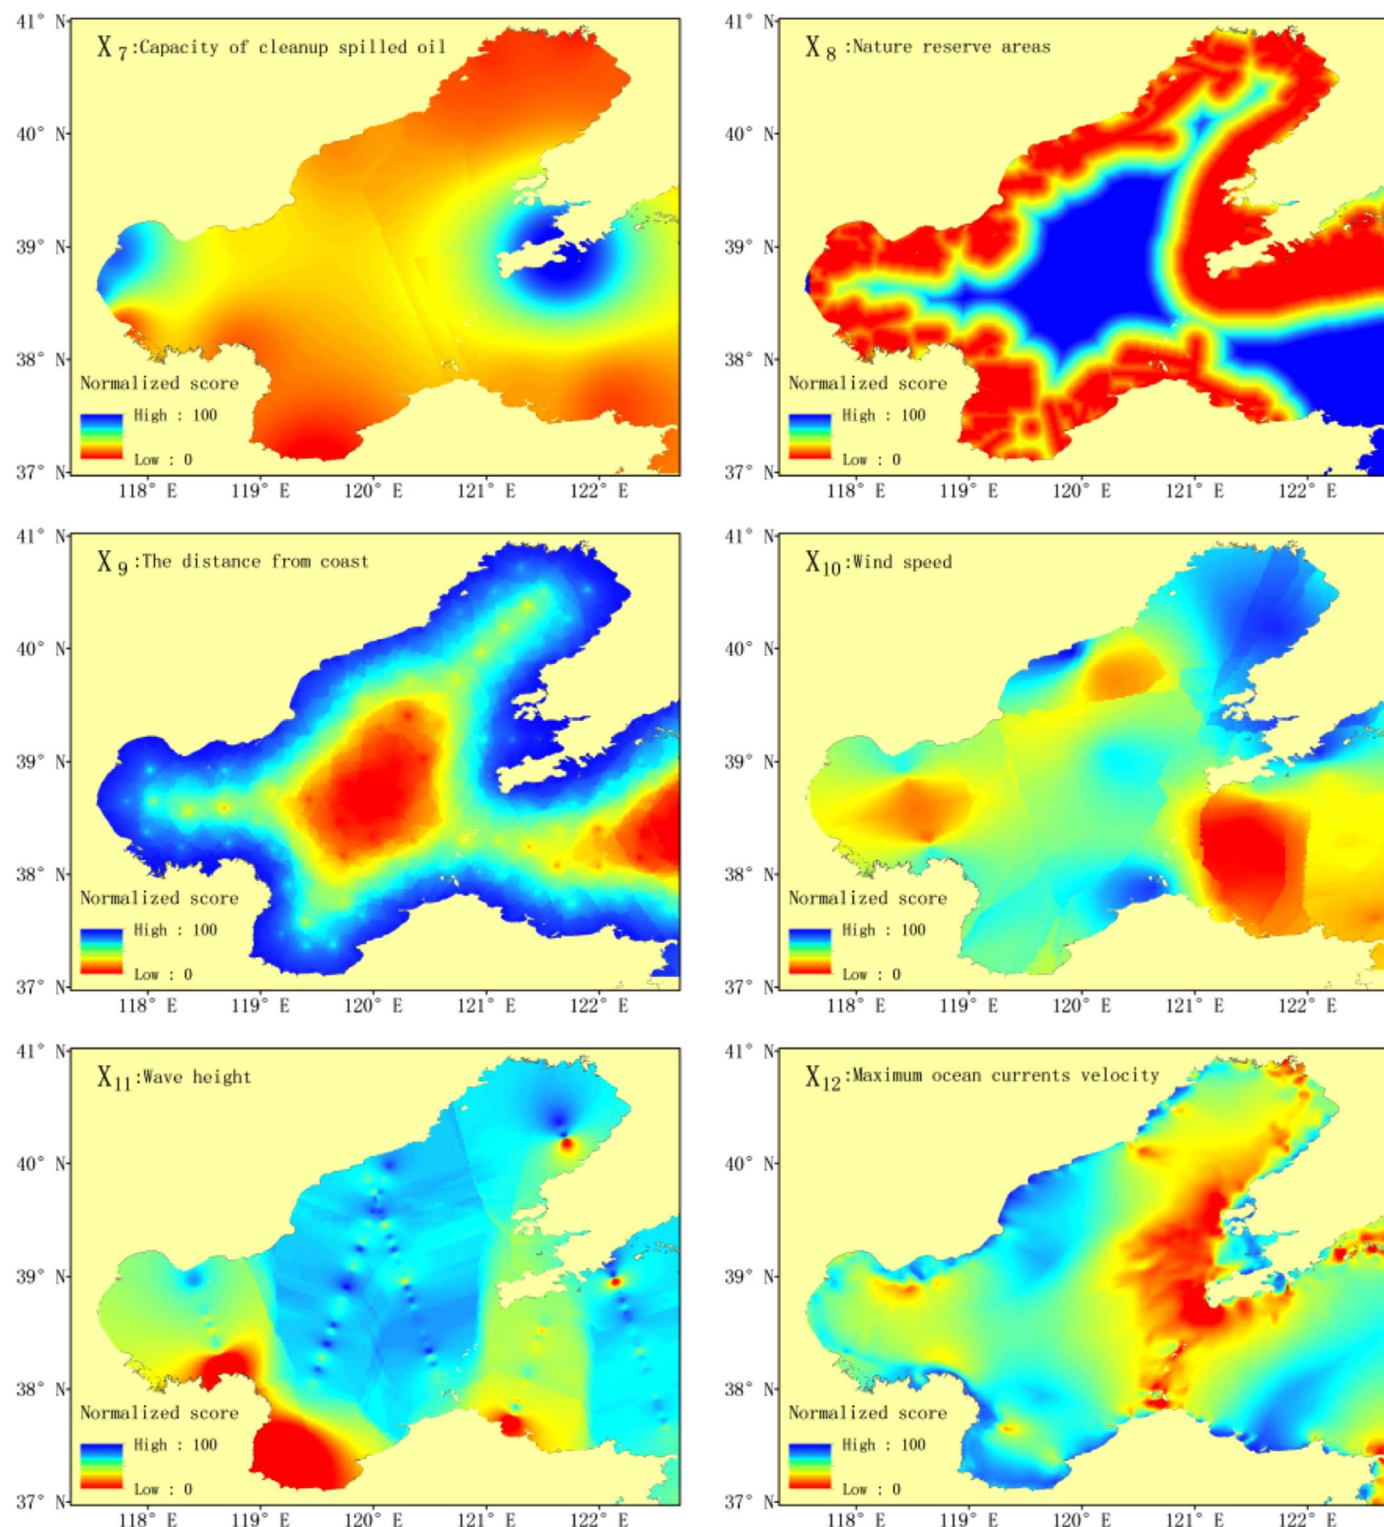 41° N
X7:Capacity of cleanup spilled oil
40° N
39° N
38° N
Normalized score
High : 100
Low : 0
37° N
118° E 119° E 120° E 121° E 122° E
41° N
X8:Nature reserve areas
40° N
39° N
38° N
Normalized score
High : 100
Low : 0
37° N
118° E 119° E 120° E 121° E 122° E
41° N
X9:The distance from coast
40° N
39° N
38° N
Normalized score
High : 100
Low : 0
37° N
118° E 119° E 120° E 121° E 122° E
41° N
X10:Wind speed
40° N
39° N
38° N
Normalized score
High : 100
Low : 0
37° N
118° E 119° E 120° E 121° E 122° E
41° N
X11:Wave height
40° N
39° N
38° N
Normalized score
High : 100
Low : 0
37° N
118° E 119° E 120° E 121° E 122° E
41° N
X12:Maximum ocean currents velocity
40° N
39° N
38° N
Normalized score
High : 100
Low : 0
37° N
118° E 119° E 120° E 121° E 122° E